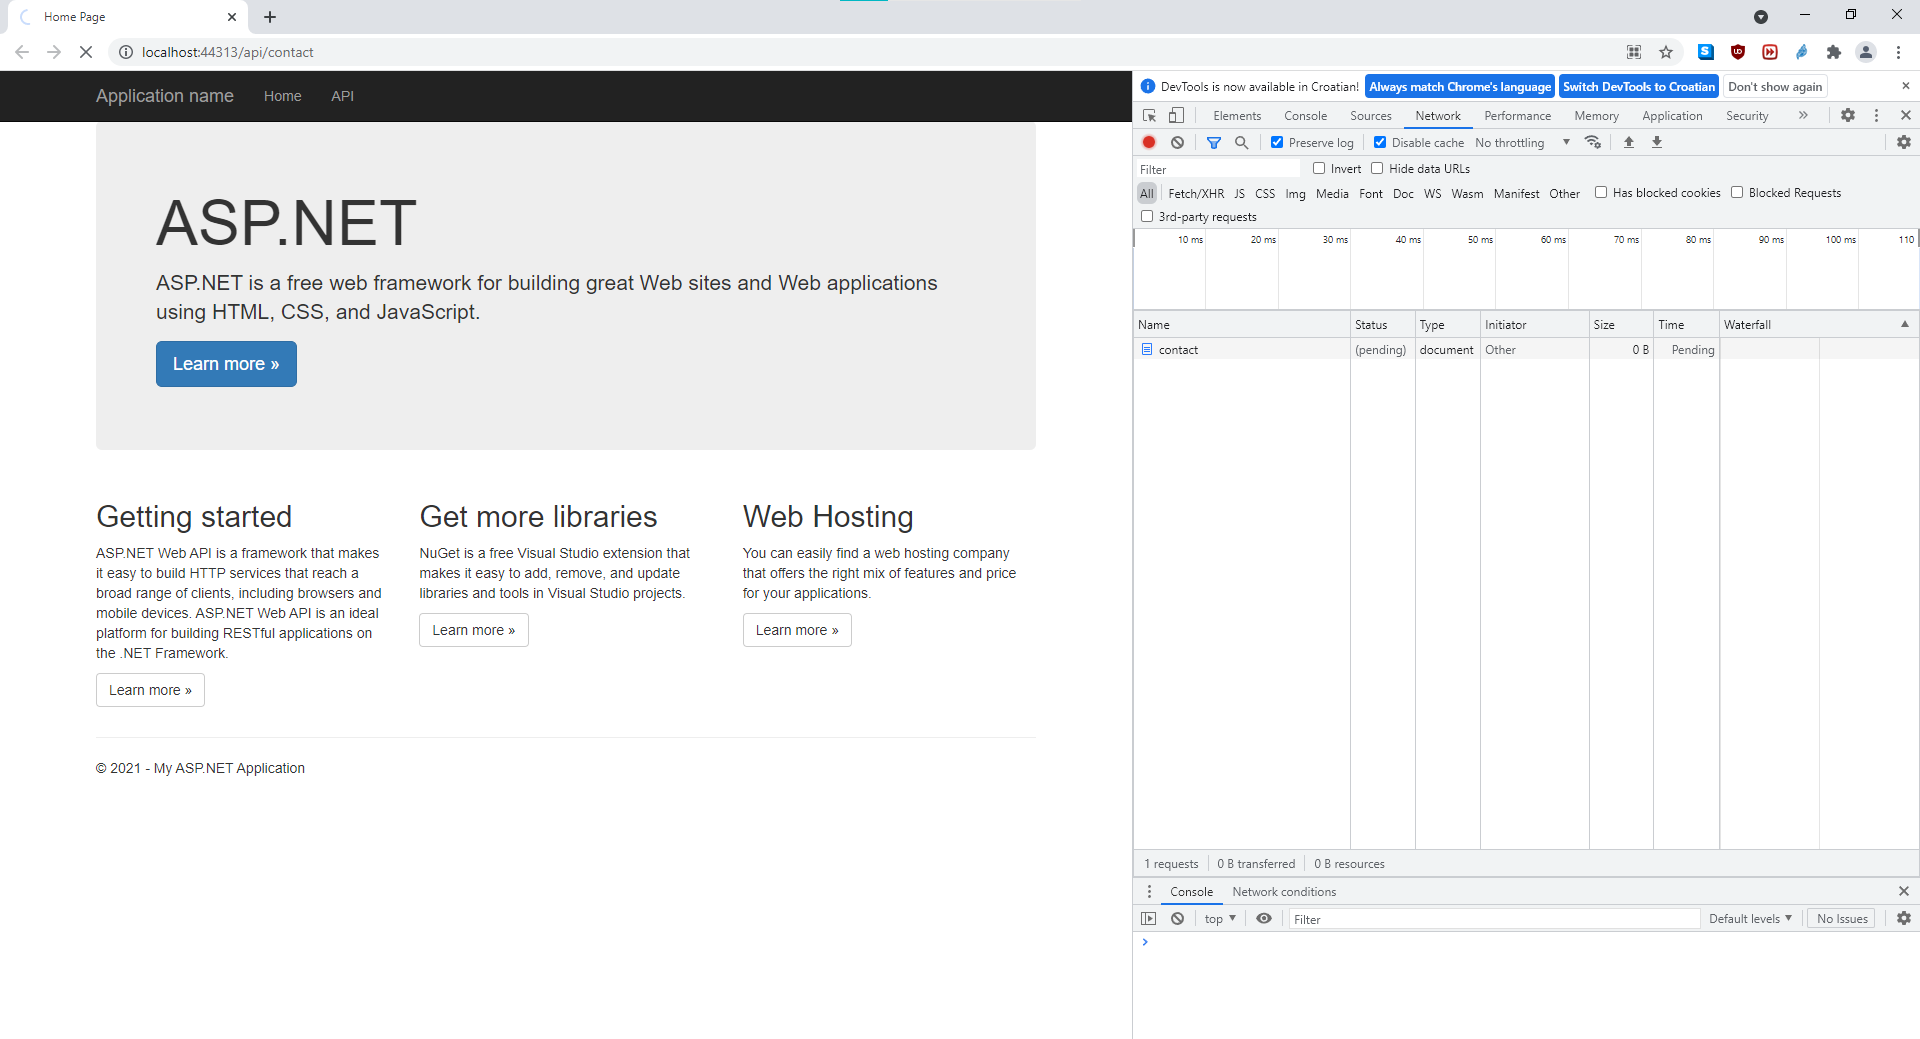 Home Page
localhost:44313/api/contact
Application name Home API
ASP.NET
ASP.NET is a free web framework for building great Web sites and Web applications
using HTML, CSS, and JavaScript.
Learn more »
Getting started
ASP.NET Web API is a framework that makes
it easy to build HTTP services that reach a
broad range of clients, including browsers and
mobile devices. ASP.NET Web API is an ideal
platform for building RESTful applications on
the .NET Framework.
Learn more »
Get more libraries
NuGet is a free Visual Studio extension that
makes it easy to add, remove, and update
libraries and tools in Visual Studio projects.
Learn more »
Web Hosting
You can easily find a web hosting company
that offers the right mix of features and price
for your applications.
Learn more »
© 2021 - My ASP.NET Application
DevTools is now available in Croatian! Always match Chrome's language Switch DevTools to Croatian Don't show again
Elements Console Sources Network Performance Memory Application Security
Preserve log Disable cache No throttling
Filter Invert Hide data URLs
All Fetch/XHR JS CSS Img Media Font Doc WS Wasm Manifest Other Has blocked cookies Blocked Requests
3rd-party requests
10 ms 20 ms 30 ms 40 ms 50 ms 60 ms 70 ms 80 ms 90 ms 100 ms 110
Name Status Type Initiator Size Time Waterfall
contact (pending) document Other 0 B Pending
1 requests 0 B transferred 0 B resources
Console Network conditions
top Filter Default levels No Issues